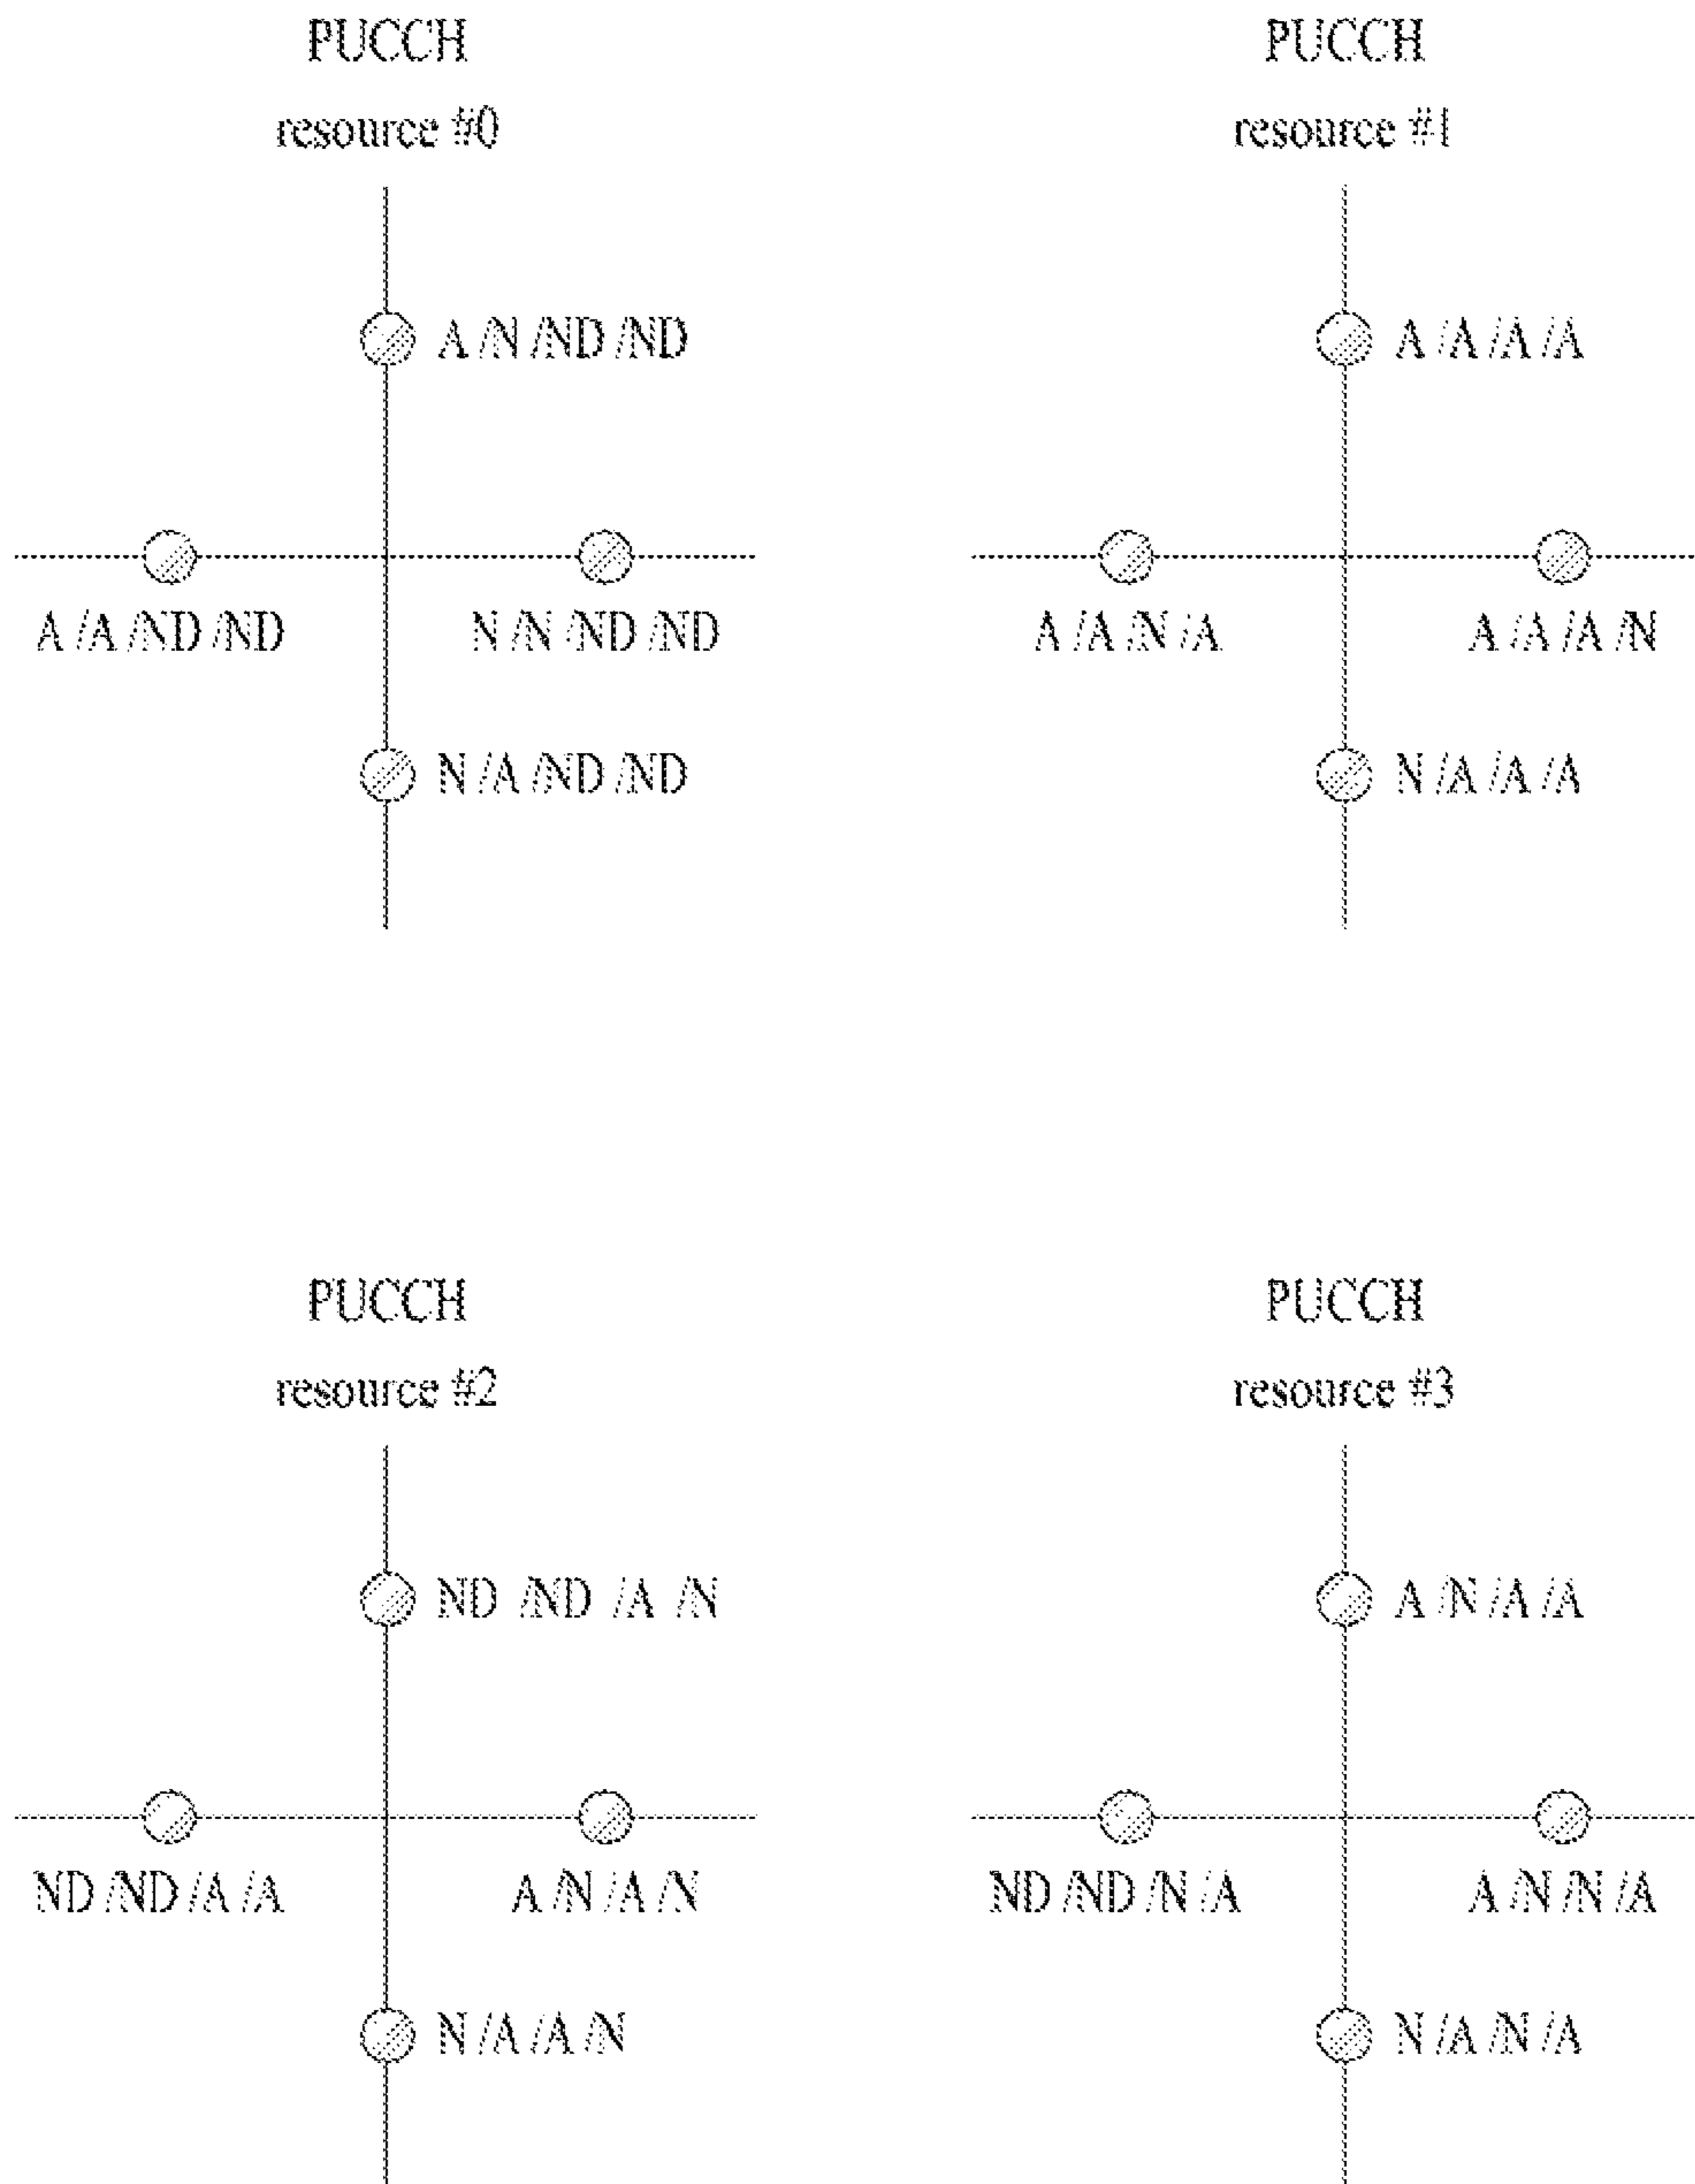 PUCCH
resource #0
A /N /ND /ND
A /A /ND /ND
N /N /ND /ND
N /A /ND /ND
PUCCH
resource #1
A /A /A /A
A /A /N /A
A /A /A /N
N /A /A /A
PUCCH
resource #2
ND /ND /A /N
ND /ND /A /A
A /N /A /N
N /A /A /N
PUCCH
resource #3
A /N /A /A
ND /ND /N /A
A /N /N /A
N /A /N /A